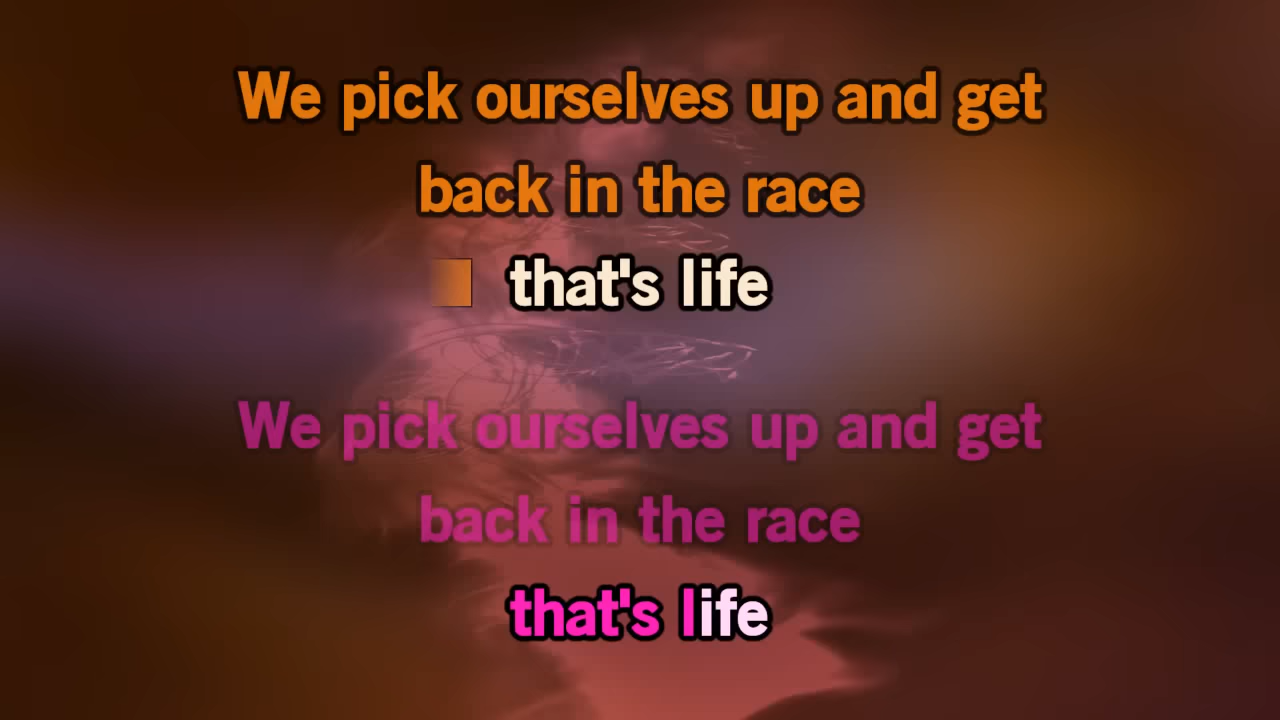 We pick ourselves up and get
back in the race
that's life
We pick ourselves up and get
back in the race
that's life